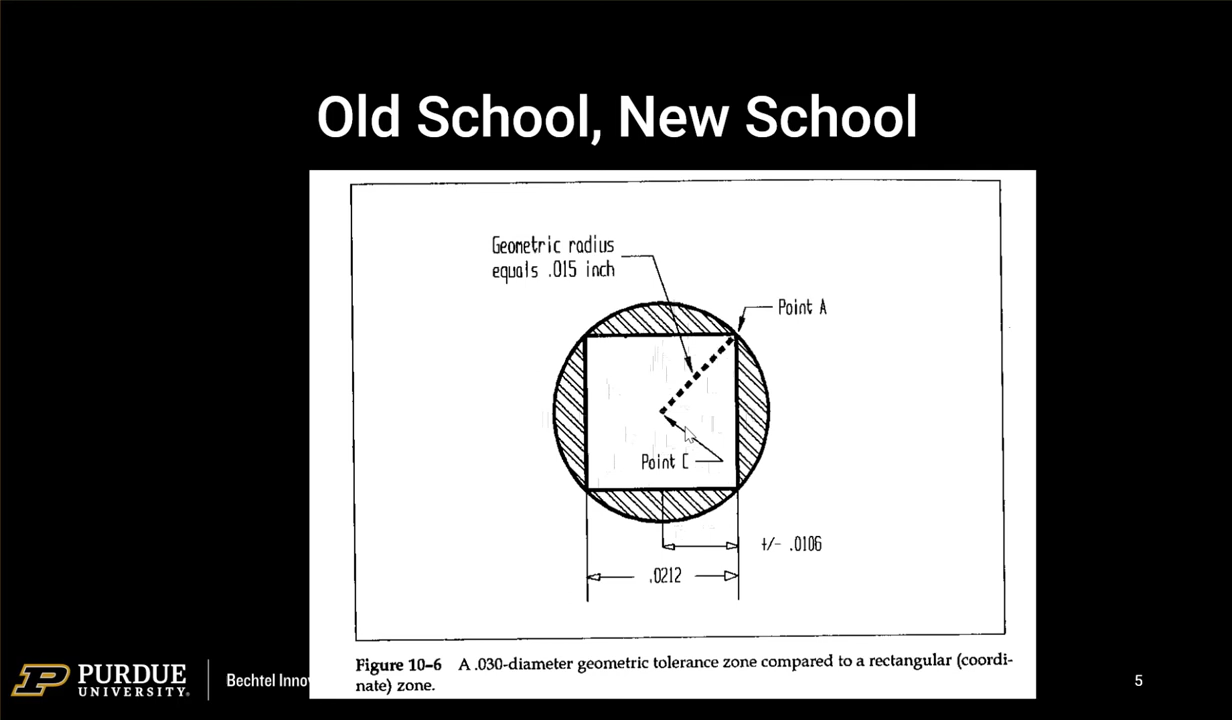 Old School, New School
Geometric radius
equals .015 inch
Point A
Point C
+/- .0106
.0212
Figure 10–6 A .030-diameter geometric tolerance zone compared to a rectangular (coordi-
nate) zone.
PURDUE
UNIVERSITY®
Bechtel Inno
5